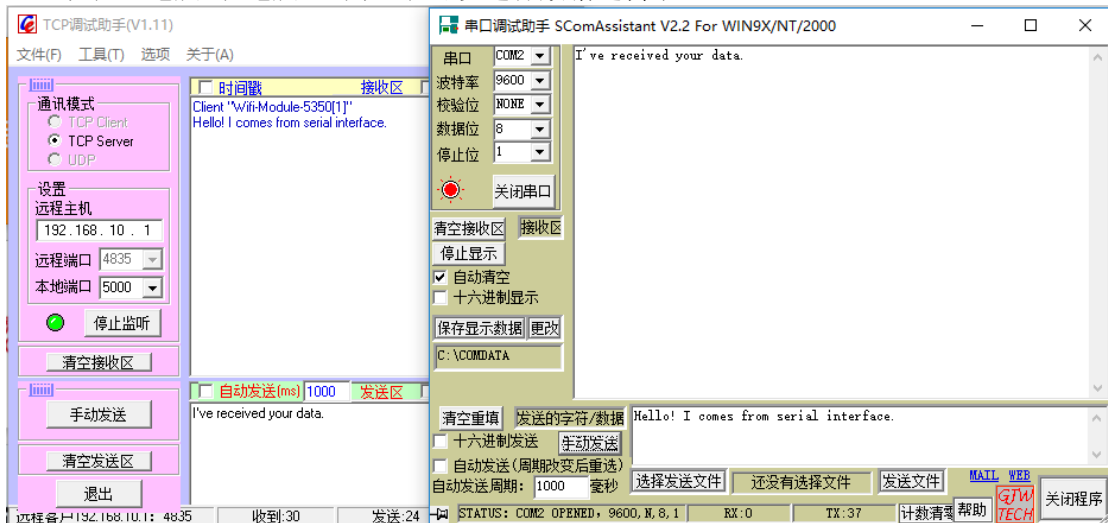 TCP调试助手(V1.11)
文件(F) 工具(T) 选项 关于(A)
通讯模式
TCP Client
TCP Server
UDP
设置
远程主机
192.168.10.1
远程端口 4835
本地端口 5000
停止监听
清空接收区
手动发送
清空发送区
退出
时间戳 接收区
Client "Wifi-Module-5350[1]"
Hello! I comes from serial interface.
自动发送(ms) 1000 发送区
I've received your data.
远程客户192.168.10.1: 4835 收到:30 发送:24
串口调试助手 SComAssistant V2.2 For WIN9X/NT/2000
串口 COM2
波特率 9600
校验位 NONE
数据位 8
停止位 1
关闭串口
清空接收区 接收区
停止显示
自动清空
十六进制显示
保存显示数据 更改
C:\COMDATA
I've received your data.
清空重填 发送的字符/数据
Hello! I comes from serial interface.
十六进制发送 手动发送
自动发送(周期改变后重选)
自动发送周期: 1000 毫秒 选择发送文件 还没有选择文件 发送文件
MAIL WEB
GJW
TECH
关闭程序
STATUS: COM2 OPENED, 9600,N,8,1 RX:0 TX:37 计数清零 帮助